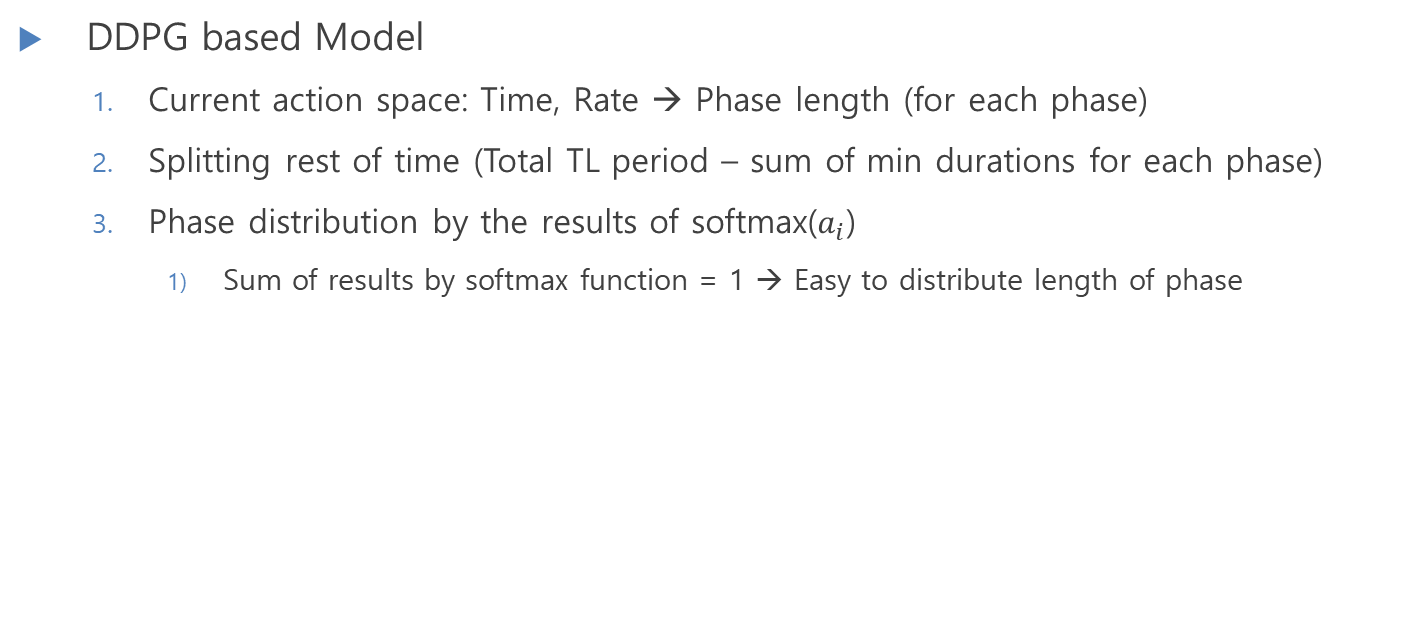 ▶ DDPG based Model
1. Current action space: Time, Rate → Phase length (for each phase)
2. Splitting rest of time (Total TL period – sum of min durations for each phase)
3. Phase distribution by the results of softmax(𝑎ᵢ)
1) Sum of results by softmax function = 1 → Easy to distribute length of phase